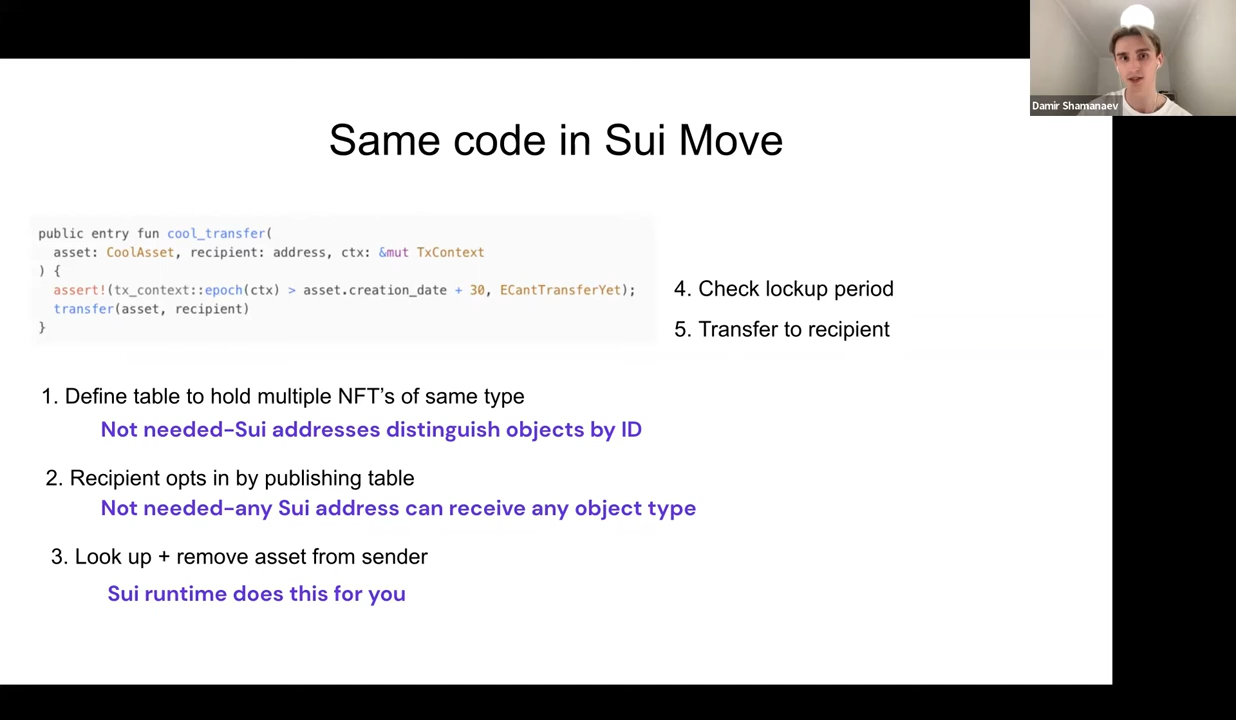 Damir Shamanaev
Same code in Sui Move
public entry fun cool_transfer(
asset: CoolAsset, recipient: address, ctx: &mut TxContext
) {
assert!(tx_context::epoch(ctx) > asset.creation_date + 30, ECantTransferYet);
transfer(asset, recipient)
}
4. Check lockup period
5. Transfer to recipient
1. Define table to hold multiple NFT’s of same type
Not needed-Sui addresses distinguish objects by ID
2. Recipient opts in by publishing table
Not needed-any Sui address can receive any object type
3. Look up + remove asset from sender
Sui runtime does this for you